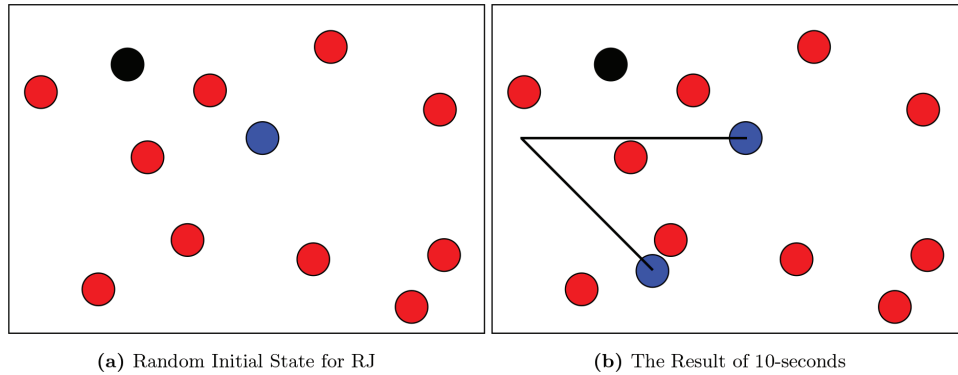 (a) Random Initial State for RJ
(b) The Result of 10-seconds